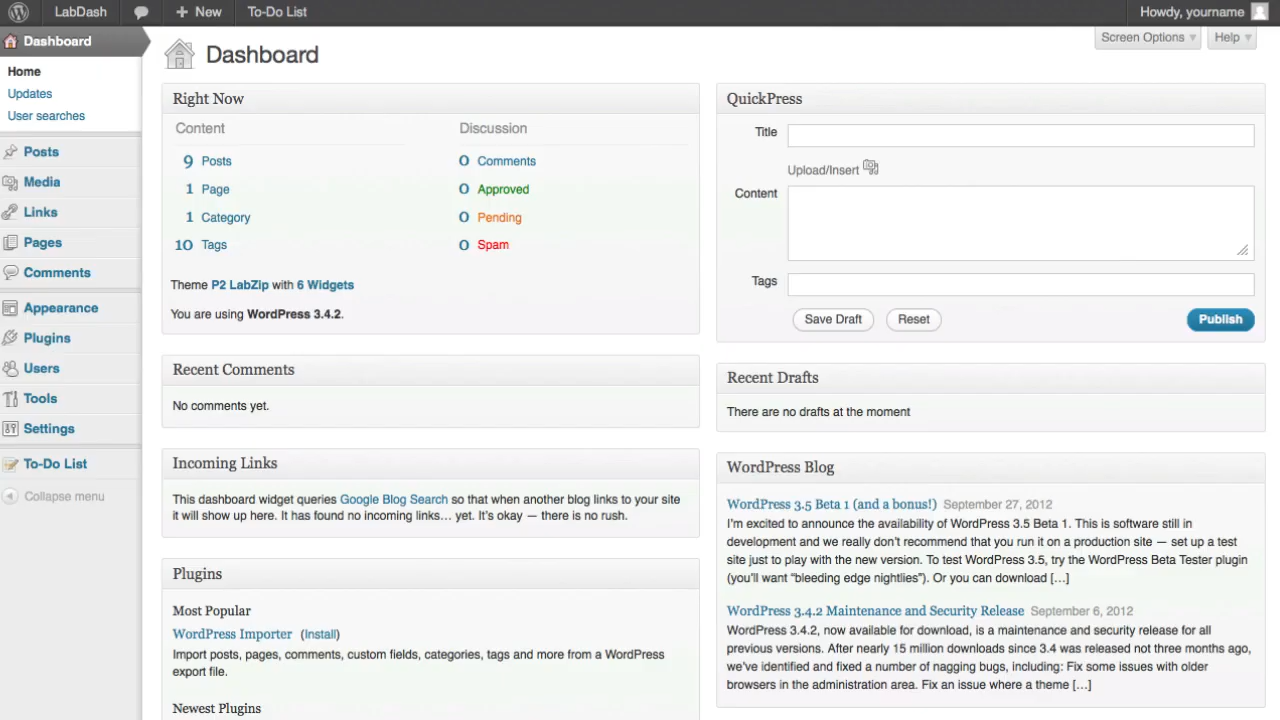 LabDash
New
To-Do List
Howdy, yourname
Dashboard
Home
Updates
User searches
Posts
Media
Links
Pages
Comments
Appearance
Plugins
Users
Tools
Settings
To-Do List
Collapse menu
Screen Options
Help
Dashboard
Right Now
Content
Discussion
9 Posts
0 Comments
1 Page
0 Approved
1 Category
0 Pending
10 Tags
0 Spam
Theme P2 LabZip with 6 Widgets
You are using WordPress 3.4.2.
Recent Comments
No comments yet.
Incoming Links
This dashboard widget queries Google Blog Search so that when another blog links to your site
it will show up here. It has found no incoming links… yet. It’s okay — there is no rush.
Plugins
Most Popular
WordPress Importer (Install)
Import posts, pages, comments, custom fields, categories, tags and more from a WordPress
export file.
Newest Plugins
QuickPress
Title
Upload/Insert
Content
Tags
Save Draft
Reset
Publish
Recent Drafts
There are no drafts at the moment
WordPress Blog
WordPress 3.5 Beta 1 (and a bonus!) September 27, 2012
I’m excited to announce the availability of WordPress 3.5 Beta 1. This is software still in
development and we really don’t recommend that you run it on a production site — set up a test
site just to play with the new version. To test WordPress 3.5, try the WordPress Beta Tester plugin
(you’ll want “bleeding edge nightlies”). Or you can download […]
WordPress 3.4.2 Maintenance and Security Release September 6, 2012
WordPress 3.4.2, now available for download, is a maintenance and security release for all
previous versions. After nearly 15 million downloads since 3.4 was released not three months ago,
we’ve identified and fixed a number of nagging bugs, including: Fix some issues with older
browsers in the administration area. Fix an issue where a theme […]